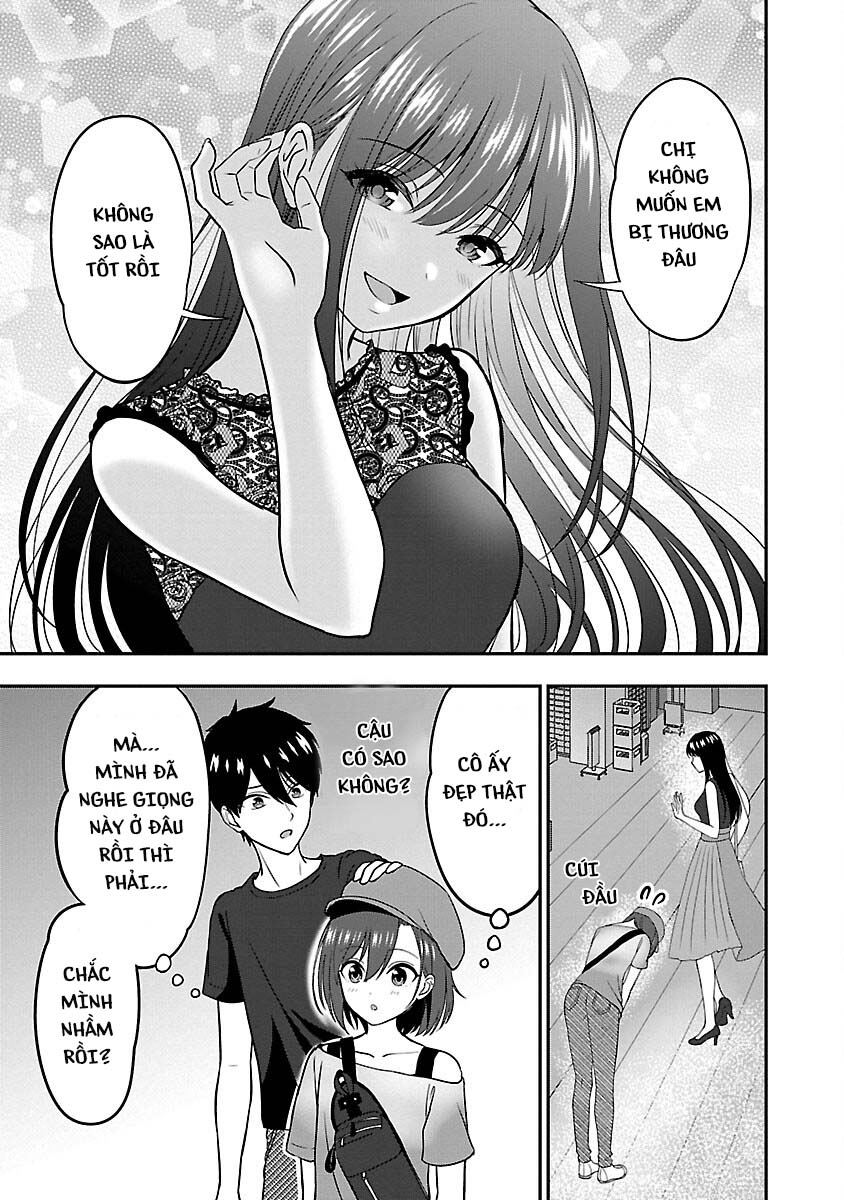 CHỊ
KHÔNG
MUỐN EM
BỊ THƯƠNG
ĐÂU
KHÔNG
SAO LÀ
TỐT RỒI
CÚI
ĐẦU
CÔ ẤY
ĐẸP THẬT
ĐÓ...
CẬU
CÓ SAO
KHÔNG?
MÀ...
MÌNH ĐÃ
NGHE GIỌNG
NÀY Ở ĐÂU
RỒI THÌ
PHẢI...
CHẮC
MÌNH
NHẦM
RỒI?